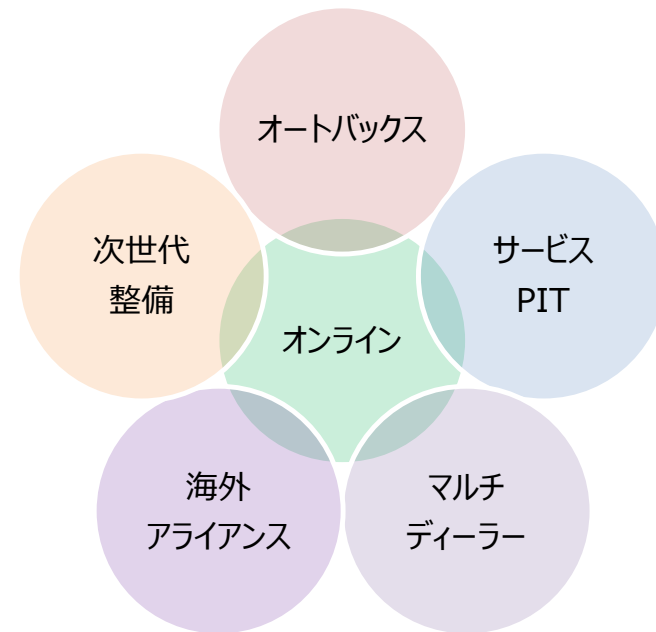 オートバックス
次世代
整備
サービス
PIT
オンライン
海外
アライアンス
マルチ
ディーラー